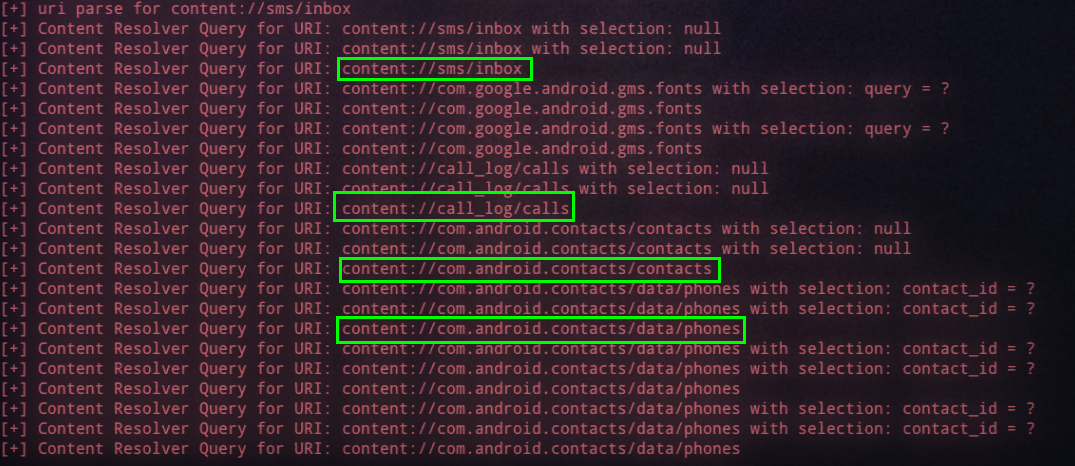 [+] uri parse for content://sms/inbox
[+] Content Resolver Query for URI: content://sms/inbox with selection: null
[+] Content Resolver Query for URI: content://sms/inbox with selection: null
[+] Content Resolver Query for URI: content://sms/inbox
[+] Content Resolver Query for URI: content://com.google.android.gms.fonts with selection: query = ?
[+] Content Resolver Query for URI: content://com.google.android.gms.fonts
[+] Content Resolver Query for URI: content://com.google.android.gms.fonts with selection: query = ?
[+] Content Resolver Query for URI: content://com.google.android.gms.fonts
[+] Content Resolver Query for URI: content://call_log/calls with selection: null
[+] Content Resolver Query for URI: content://call_log/calls with selection: null
[+] Content Resolver Query for URI: content://call_log/calls
[+] Content Resolver Query for URI: content://com.android.contacts/contacts with selection: null
[+] Content Resolver Query for URI: content://com.android.contacts/contacts with selection: null
[+] Content Resolver Query for URI: content://com.android.contacts/contacts
[+] Content Resolver Query for URI: content://com.android.contacts/data/phones with selection: contact_id = ?
[+] Content Resolver Query for URI: content://com.android.contacts/data/phones with selection: contact_id = ?
[+] Content Resolver Query for URI: content://com.android.contacts/data/phones
[+] Content Resolver Query for URI: content://com.android.contacts/data/phones with selection: contact_id = ?
[+] Content Resolver Query for URI: content://com.android.contacts/data/phones with selection: contact_id = ?
[+] Content Resolver Query for URI: content://com.android.contacts/data/phones
[+] Content Resolver Query for URI: content://com.android.contacts/data/phones with selection: contact_id = ?
[+] Content Resolver Query for URI: content://com.android.contacts/data/phones with selection: contact_id = ?
[+] Content Resolver Query for URI: content://com.android.contacts/data/phones